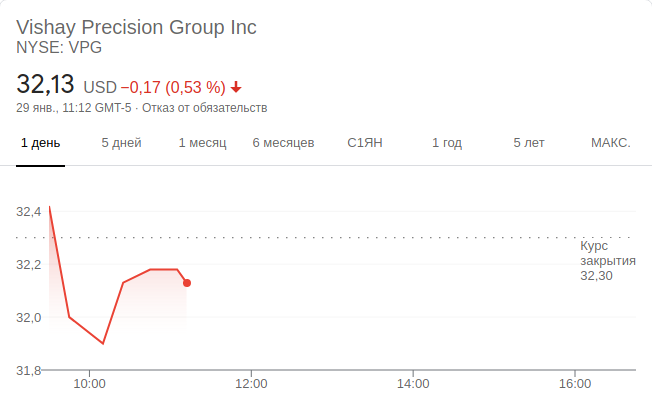 Vishay Precision Group Inc
NYSE: VPG
32,13 USD −0,17 (0,53 %)
29 янв., 11:12 GMT-5 · Отказ от обязательств
1 день 5 дней 1 месяц 6 месяцев С1ЯН 1 год 5 лет МАКС.
32,4
Курс
закрытия
32,30
32,2
32,0
31,8
10:00 12:00 14:00 16:00